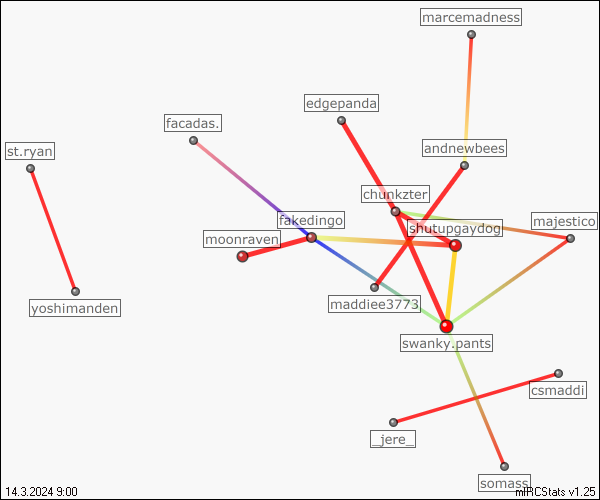 marcemadness
edgepanda
facadas.
andnewbees
st.ryan
chunkzter
fakedingo
shutupgaydog
majestico
moonraven
maddiee3773
yoshimanden
swanky.pants
csmaddi
_jere_
somass
14.3.2024 9:00
mIRCStats v1.25